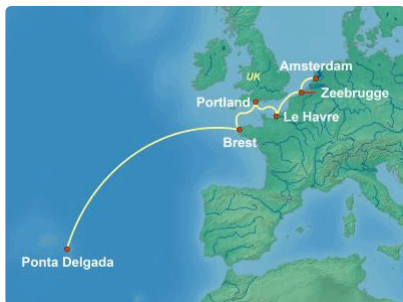 Amsterdam
UK
Zeebrugge
Portland
Le Havre
Brest
Ponta Delgada